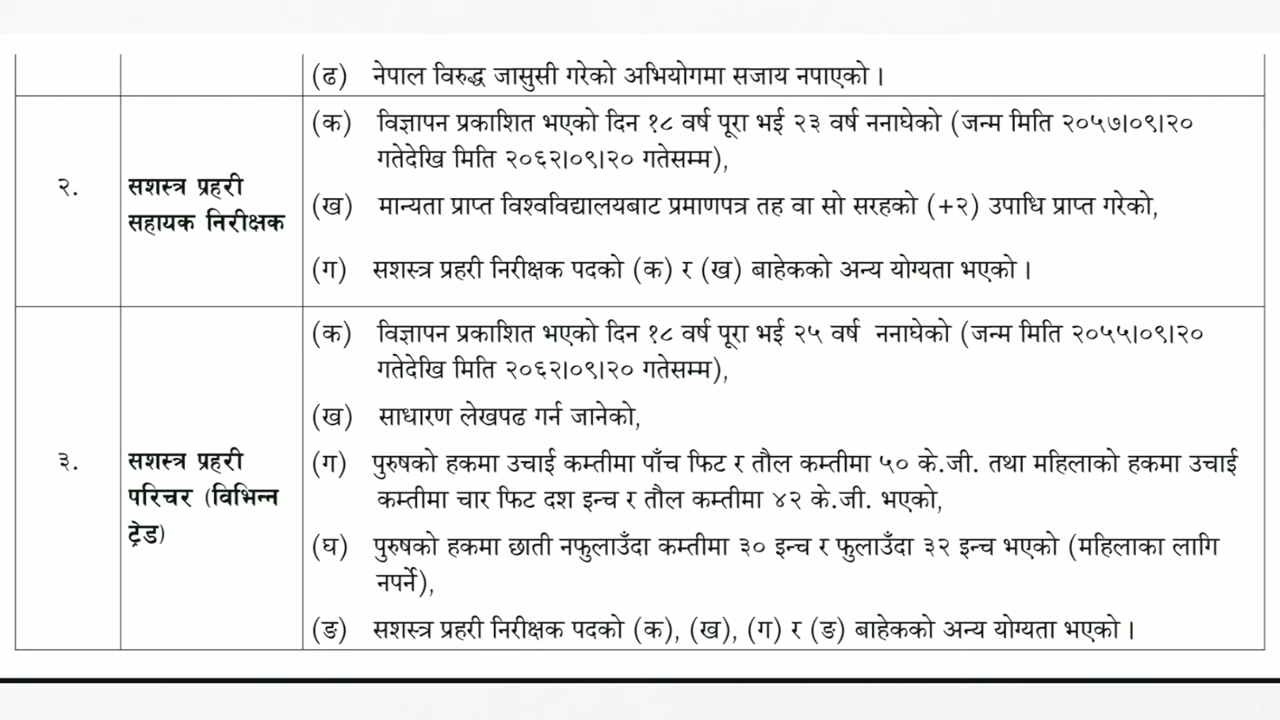 (ढ) नेपाल विरुद्ध जासुसी गरेको अभियोगमा सजाय नपाएको ।
२.
सशस्त्र प्रहरी
सहायक निरीक्षक
(क) विज्ञापन प्रकाशित भएको दिन १८ वर्ष पूरा भई २३ वर्ष ननाघेको (जन्म मिति २०५७।०९।२०
गतेदेखि मिति २०६२।०९।२० गतेसम्म),
(ख) मान्यता प्राप्त विश्वविद्यालयबाट प्रमाणपत्र तह वा सो सरहको (+२) उपाधि प्राप्त गरेको,
(ग) सशस्त्र प्रहरी निरीक्षक पदको (क) र (ख) बाहेकको अन्य योग्यता भएको ।
३.
सशस्त्र प्रहरी
परिचर (विभिन्न
ट्रेड)
(क) विज्ञापन प्रकाशित भएको दिन १८ वर्ष पूरा भई २५ वर्ष ननाघेको (जन्म मिति २०५५।०९।२०
गतेदेखि मिति २०६२।०९।२० गतेसम्म),
(ख) साधारण लेखपढ गर्न जानेको,
(ग) पुरुषको हकमा उचाई कम्तीमा पाँच फिट र तौल कम्तीमा ५० के.जी. तथा महिलाको हकमा उचाई
कम्तीमा चार फिट दश इन्च र तौल कम्तीमा ४२ के.जी. भएको,
(घ) पुरुषको हकमा छाती नफुलाउँदा कम्तीमा ३० इन्च र फुलाउँदा ३२ इन्च भएको (महिलाका लागि
नपर्ने),
(ङ) सशस्त्र प्रहरी निरीक्षक पदको (क), (ख), (ग) र (ङ) बाहेकको अन्य योग्यता भएको ।